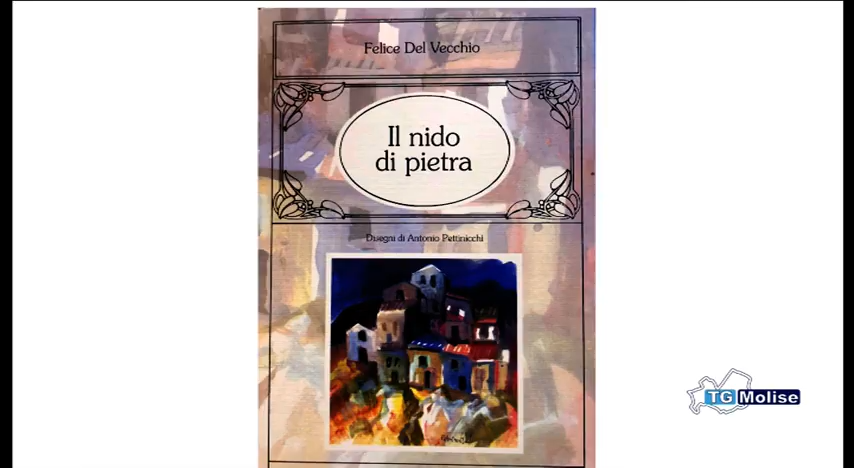 Felice Del Vecchio
Il nido
di pietra
Disegni di Antonio Pettinicchi
TG Molise